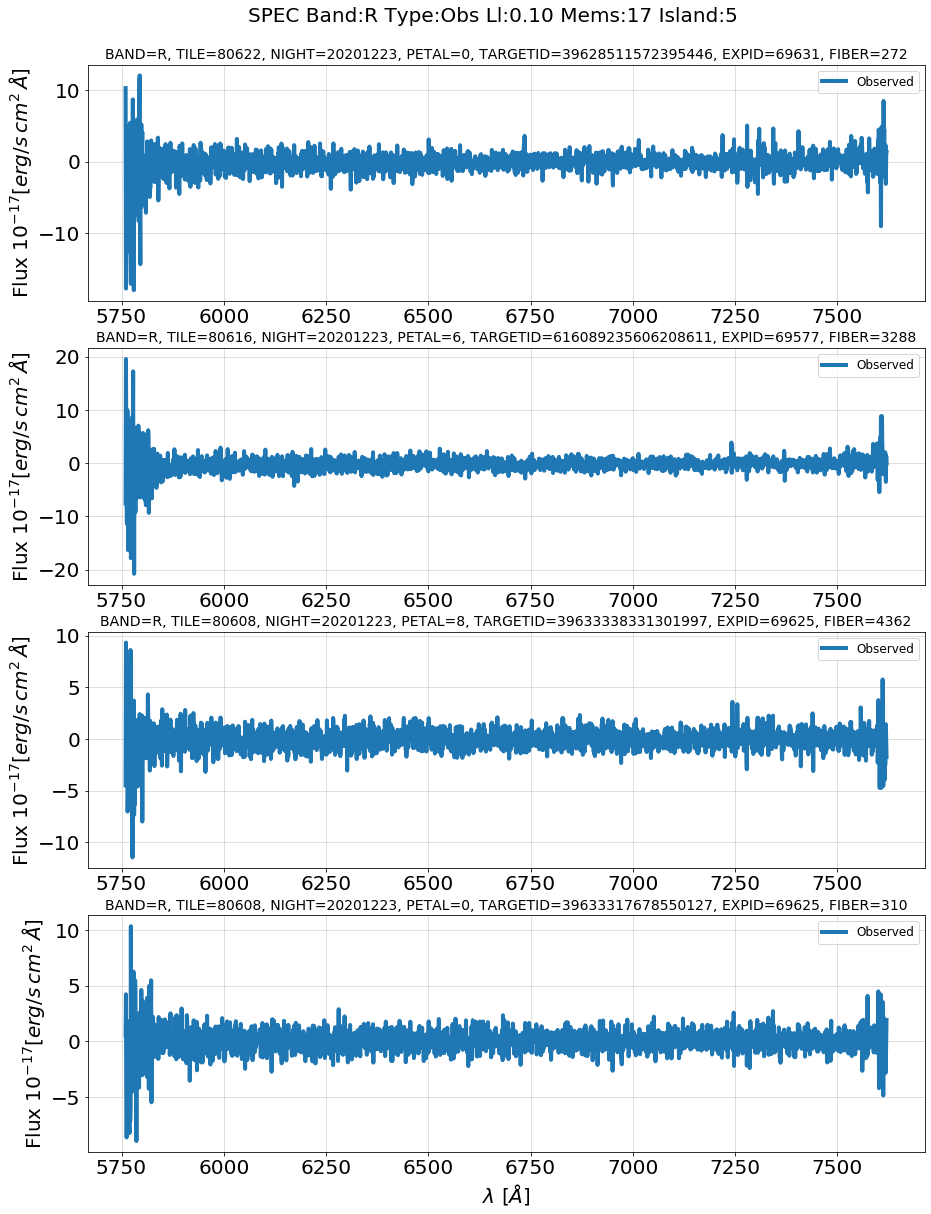 SPEC Band:R Type:Obs Ll:0.10 Mems:17 Island:5
BAND=R, TILE=80622, NIGHT=20201223, PETAL=0, TARGETID=39628511572395446, EXPID=69631, FIBER=272
Observed
10
0
−10
Flux 10⁻¹⁷[erg/s cm² Å]
5750 6000 6250 6500 6750 7000 7250 7500
BAND=R, TILE=80616, NIGHT=20201223, PETAL=6, TARGETID=616089235606208611, EXPID=69577, FIBER=3288
Observed
20
10
0
−10
−20
Flux 10⁻¹⁷[erg/s cm² Å]
5750 6000 6250 6500 6750 7000 7250 7500
BAND=R, TILE=80608, NIGHT=20201223, PETAL=8, TARGETID=39633338331301997, EXPID=69625, FIBER=4362
Observed
10
5
0
−5
−10
Flux 10⁻¹⁷[erg/s cm² Å]
5750 6000 6250 6500 6750 7000 7250 7500
BAND=R, TILE=80608, NIGHT=20201223, PETAL=0, TARGETID=39633317678550127, EXPID=69625, FIBER=310
Observed
10
5
0
−5
Flux 10⁻¹⁷[erg/s cm² Å]
5750 6000 6250 6500 6750 7000 7250 7500
λ [Å]